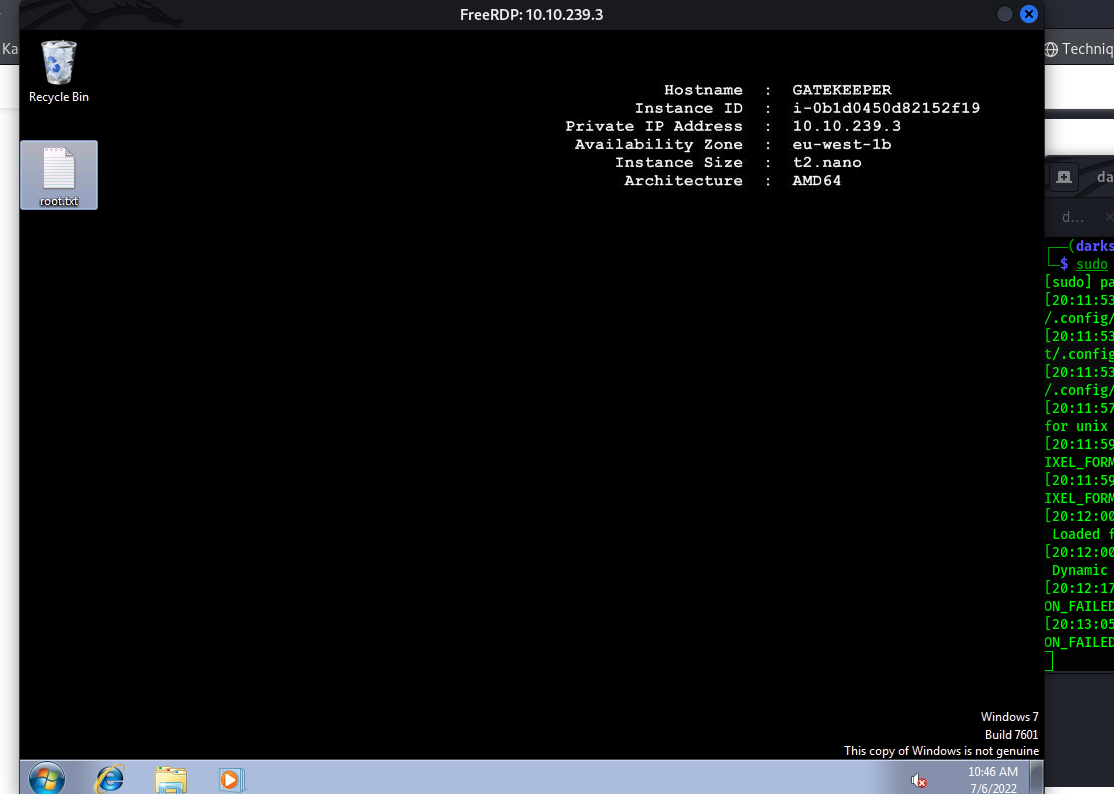 FreeRDP: 10.10.239.3
Ka
Techniq
Recycle Bin
root.txt
Hostname : GATEKEEPER
Instance ID : i-0b1d0450d82152f19
Private IP Address : 10.10.239.3
Availability Zone : eu-west-1b
Instance Size : t2.nano
Architecture : AMD64
da
d...
(darks
$ sudo
[sudo] pa
[20:11:53
/.config/
[20:11:53
t/.config
[20:11:53
/.config/
[20:11:57
for unix
[20:11:59
IXEL_FORM
[20:11:59
IXEL_FORM
[20:12:00
Loaded f
[20:12:00
Dynamic
[20:12:17
ON_FAILED
[20:13:05
ON_FAILED
Windows 7
Build 7601
This copy of Windows is not genuine
10:46 AM
7/6/2022